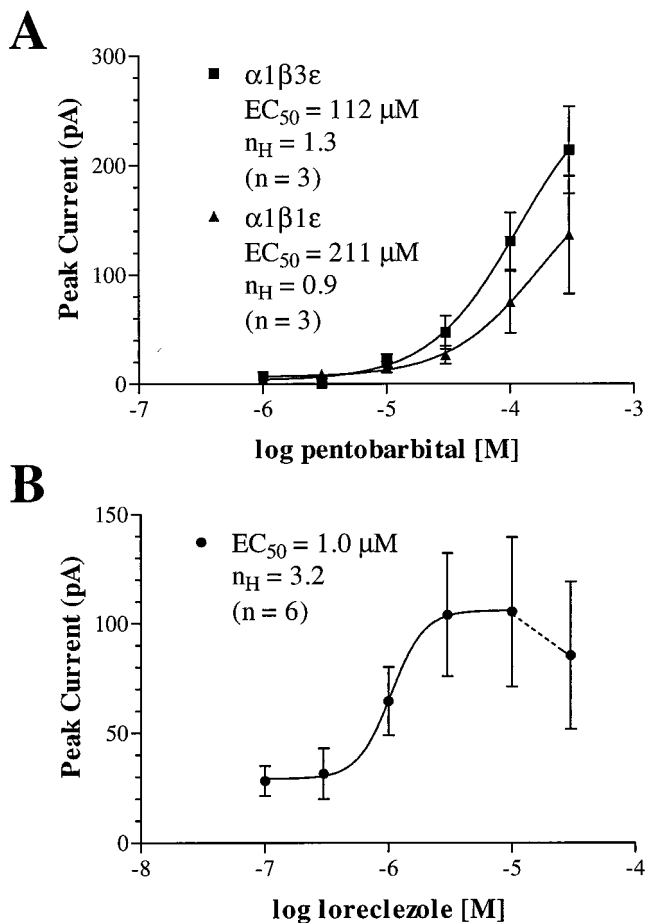 A
300
200
100
0
Peak Current (pA)
α1β3ε
EC50 = 112 μM
nH = 1.3
(n = 3)
α1β1ε
EC50 = 211 μM
nH = 0.9
(n = 3)
-7 -6 -5 -4 -3
log pentobarbital [M]
B
150
100
50
0
Peak Current (pA)
EC50 = 1.0 μM
nH = 3.2
(n = 6)
-8 -7 -6 -5 -4
log loreclezole [M]